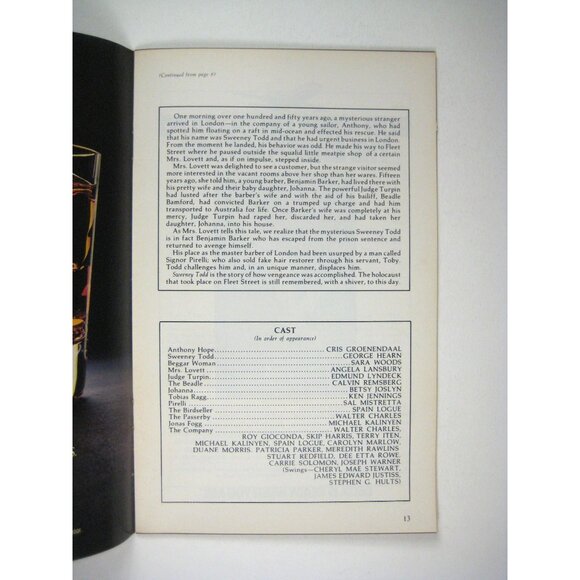 (Continued from page 9)
One morning over one hundred and fifty years ago, a mysterious stranger
arrived in London—in the company of a young sailor, Anthony, who had
spotted him floating on a raft in mid-ocean and effected his rescue. He said
that his name was Sweeney Todd and that he had urgent business in London.
From the moment he landed, his behavior was odd. He made his way to Fleet
Street where he paused outside the squalid little meatpie shop of a certain
Mrs. Lovett and, as if on impulse, stepped inside.
Mrs. Lovett was delighted to see a customer, but the strange visitor seemed
more interested in the vacant rooms above her shop than her wares. Fifteen
years ago, she told him, a young barber, Benjamin Barker, had lived there with
his pretty wife and their baby daughter, Johanna. The powerful Judge Turpin
had lusted after the barber's wife and with the aid of his bailiff, Beadle
Bamford, had convicted Barker on a trumped up charge and had him
transported to Australia for life. Once Barker's wife was completely at his
mercy, Judge Turpin had raped her, discarded her, and had taken her
daughter, Johanna, into his house.
As Mrs. Lovett tells this tale, we realize that the mysterious Sweeney Todd
is in fact Benjamin Barker who has escaped from the prison sentence and
returned to avenge himself.
His place as the master barber of London had been usurped by a man called
Signor Pirelli; who also sold fake hair restorer through his servant, Toby.
Todd challenges him and, in an unique manner, displaces him.
Sweeney Todd is the story of how vengeance was accomplished. The holocaust
that took place on Fleet Street is still remembered, with a shiver, to this day.
CAST
(In order of appearance)
Anthony Hope CRIS GROENENDAAL
Sweeney Todd GEORGE HEARN
Beggar Woman SARA WOODS
Mrs. Lovett ANGELA LANSBURY
Judge Turpin EDMUND LYNDECK
The Beadle CALVIN REMSBERG
Johanna BETSY JOSLYN
Tobias Ragg KEN JENNINGS
Pirelli SAL MISTRETTA
The Birdseller SPAIN LOGUE
The Passerby WALTER CHARLES
Jonas Fogg MICHAEL KALINYEN
The Company WALTER CHARLES,
ROY GIOCONDA, SKIP HARRIS, TERRY ITEN,
MICHAEL KALINYEN, SPAIN LOGUE, CAROLYN MARLOW,
DUANE MORRIS, PATRICIA PARKER, MEREDITH RAWLINS
STUART REDFIELD, DEE ETTA ROWE,
CARRIE SOLOMON, JOSEPH WARNER
(Swings—CHERYL MAE STEWART,
JAMES EDWARD JUSTISS,
STEPHEN G. HULTS)
13